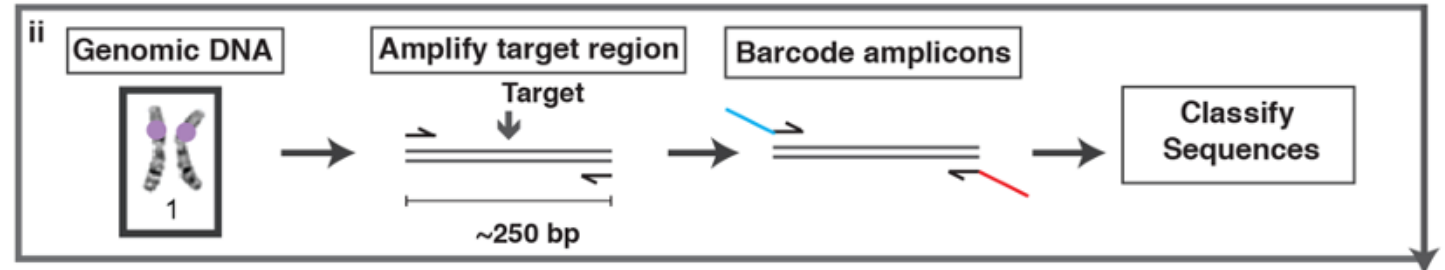 ii
Genomic DNA
Amplify target region
Barcode amplicons
Target
Classify
Sequences
1
~250 bp